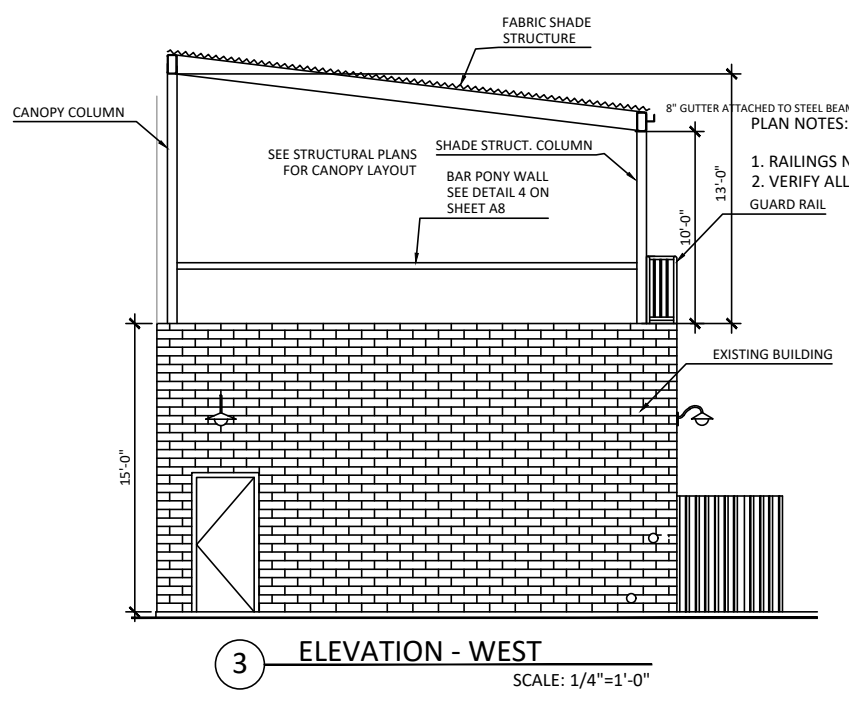 FABRIC SHADE
STRUCTURE
CANOPY COLUMN
8" GUTTER ATTACHED TO STEEL BEAM
PLAN NOTES:
SEE STRUCTURAL PLANS
FOR CANOPY LAYOUT
SHADE STRUCT. COLUMN
1. RAILINGS
2. VERIFY ALL
BAR PONY WALL
SEE DETAIL 4 ON
SHEET A8
13'-0"
10'-0"
GUARD RAIL
EXISTING BUILDING
15'-0"
3 ELEVATION - WEST
SCALE: 1/4"=1'-0"